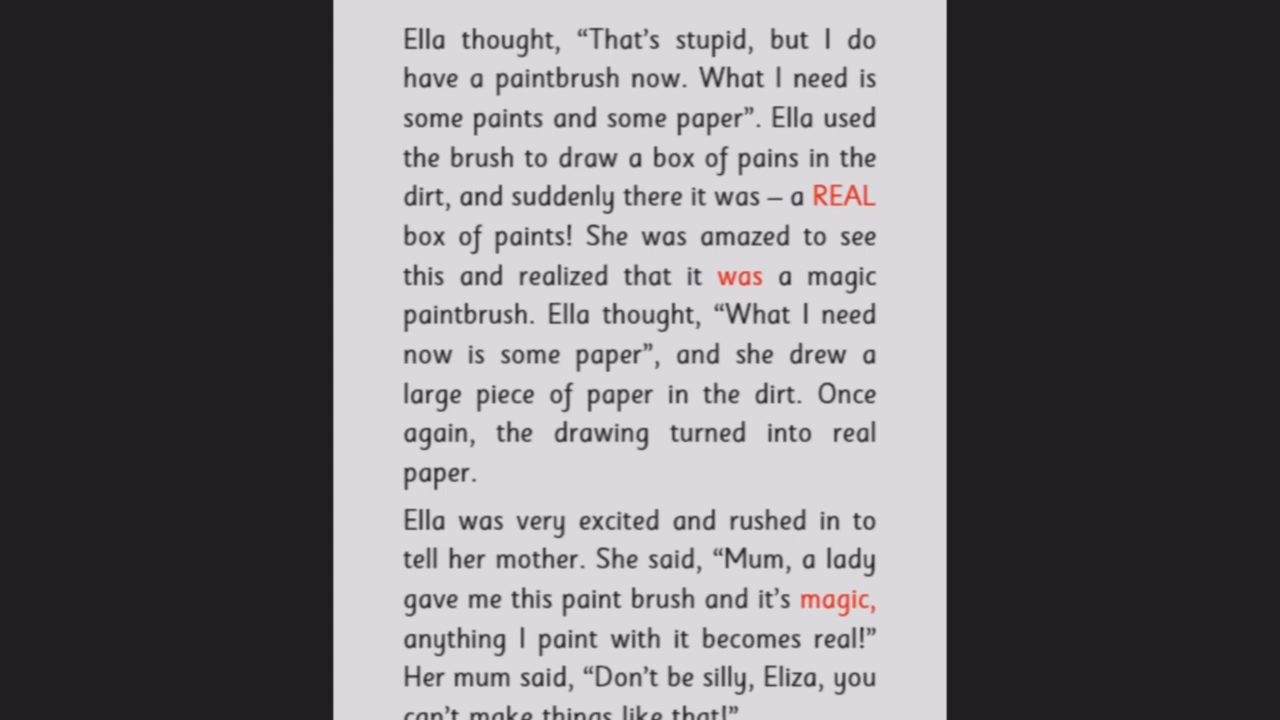 Ella thought, “That’s stupid, but I do
have a paintbrush now. What I need is
some paints and some paper”. Ella used
the brush to draw a box of pains in the
dirt, and suddenly there it was – a REAL
box of paints! She was amazed to see
this and realized that it was a magic
paintbrush. Ella thought, “What I need
now is some paper”, and she drew a
large piece of paper in the dirt. Once
again, the drawing turned into real
paper.
Ella was very excited and rushed in to
tell her mother. She said, “Mum, a lady
gave me this paint brush and it’s magic,
anything I paint with it becomes real!”
Her mum said, “Don’t be silly, Eliza, you
can’t make things like that!”